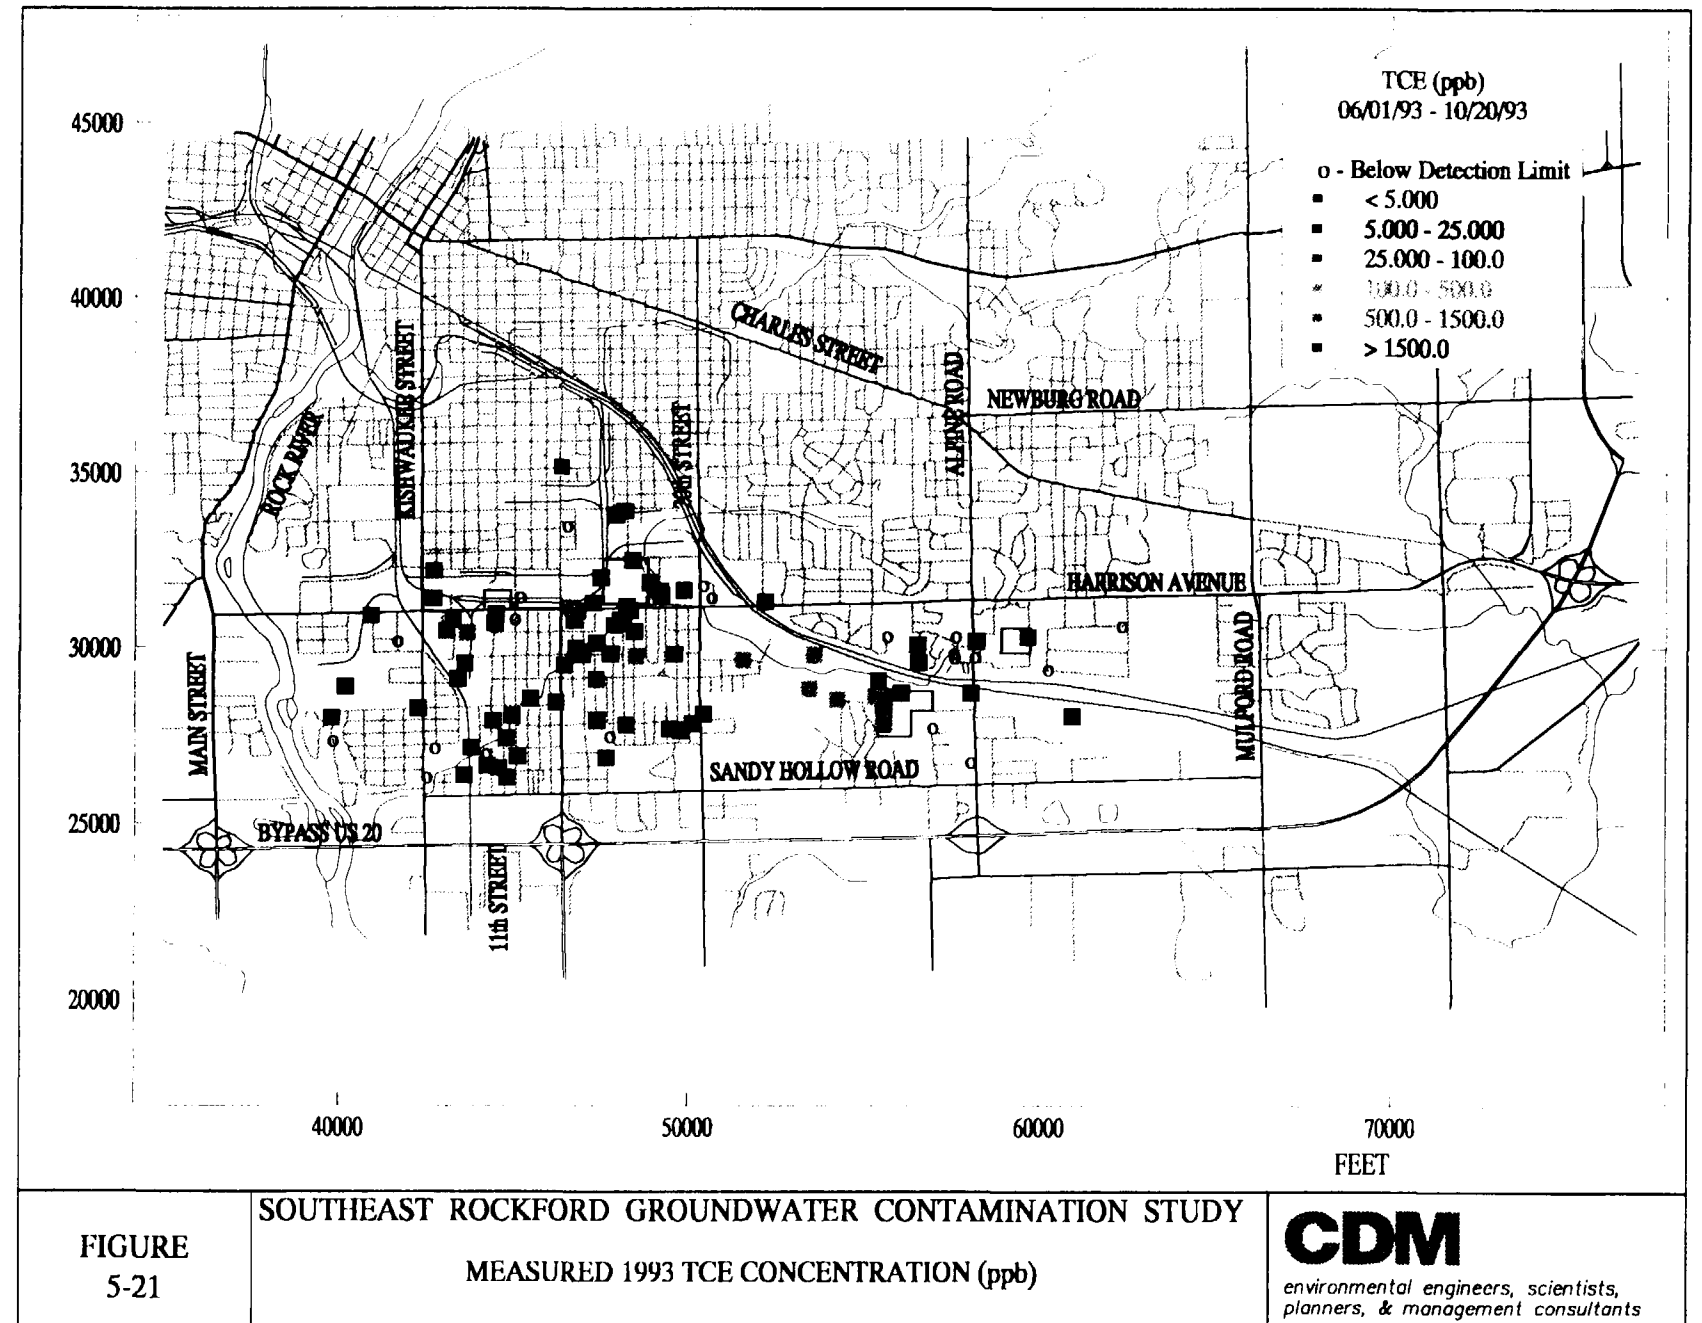 TCE (ppb)
06/01/93 - 10/20/93
o - Below Detection Limit
< 5.000
5.000 - 25.000
25.000 - 100.0
100.0 - 500.0
500.0 - 1500.0
> 1500.0
45000
40000
35000
30000
25000
20000
CHARLES STREET
KISHWAUKEE STREET
ALPINE ROAD
NEWBURG ROAD
ROCK RIVER
20th STREET
HARRISON AVENUE
MAIN STREET
MULFORD ROAD
SANDY HOLLOW ROAD
BYPASS US 20
11th STREET
40000
50000
60000
70000
FEET
FIGURE
5-21
SOUTHEAST ROCKFORD GROUNDWATER CONTAMINATION STUDY
MEASURED 1993 TCE CONCENTRATION (ppb)
CDM
environmental engineers, scientists,
planners, & management consultants